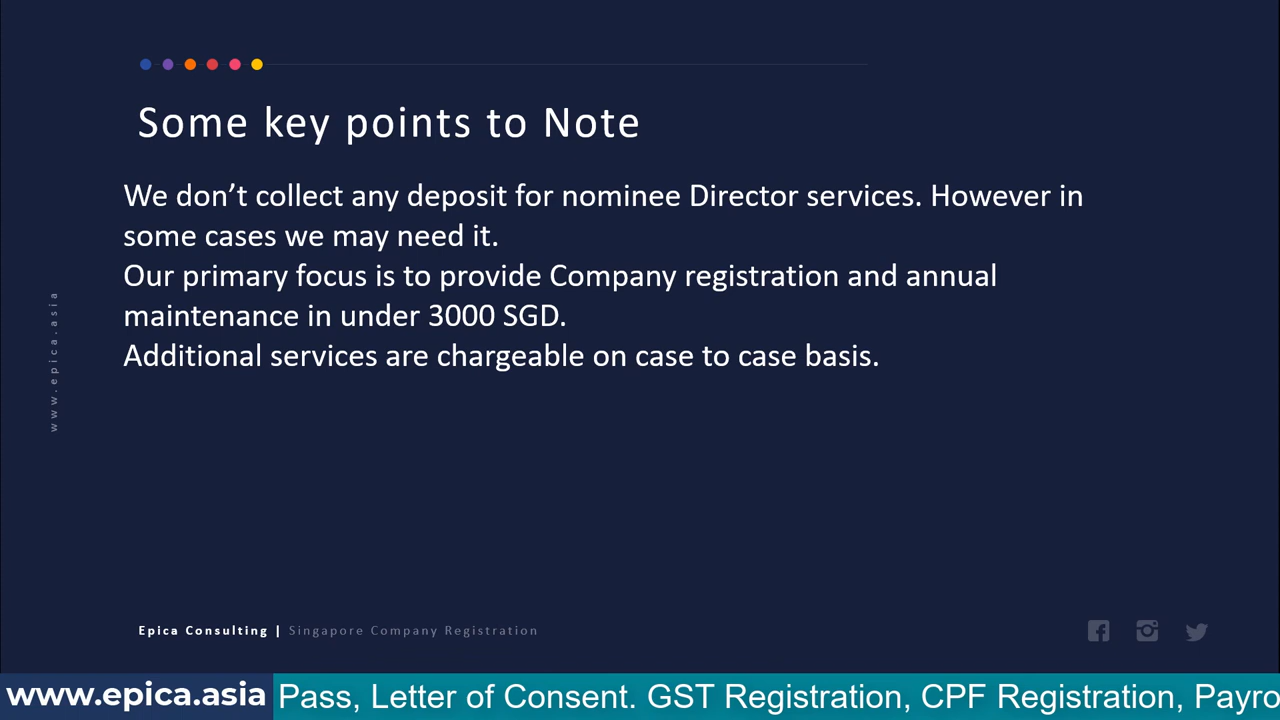 Some key points to Note
We don’t collect any deposit for nominee Director services. However in
some cases we may need it.
Our primary focus is to provide Company registration and annual
maintenance in under 3000 SGD.
Additional services are chargeable on case to case basis.
www.epica.asia
Epica Consulting | Singapore Company Registration
www.epica.asia Pass, Letter of Consent. GST Registration, CPF Registration, Payro